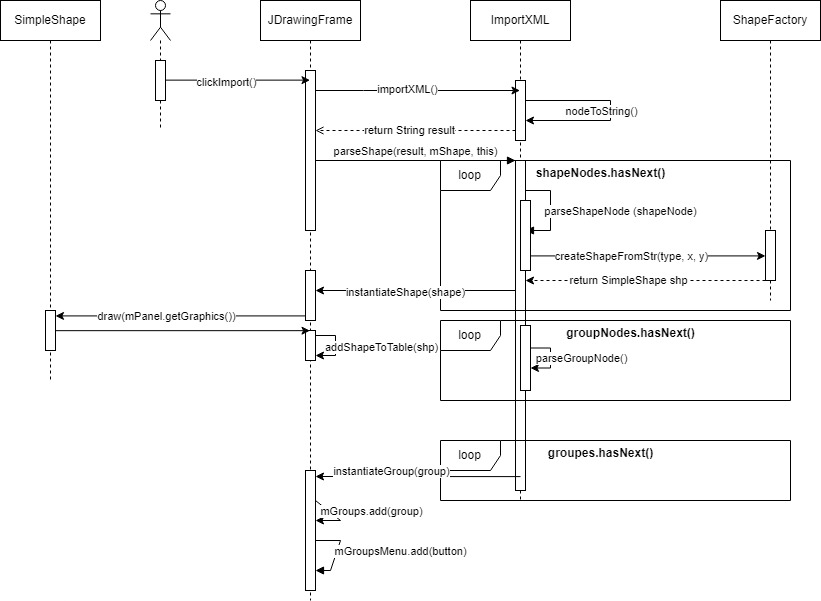 SimpleShape
JDrawingFrame
ImportXML
ShapeFactory
clickImport()
importXML()
nodeToString()
return String result
parseShape(result, mShape, this)
loop
shapeNodes.hasNext()
parseShapeNode (shapeNode)
createShapeFromStr(type, x, y)
return SimpleShape shp
instantiateShape(shape)
draw(mPanel.getGraphics())
loop
groupNodes.hasNext()
addShapeToTable(shp)
parseGroupNode()
loop
groupes.hasNext()
instantiateGroup(group)
mGroups.add(group)
mGroupsMenu.add(button)